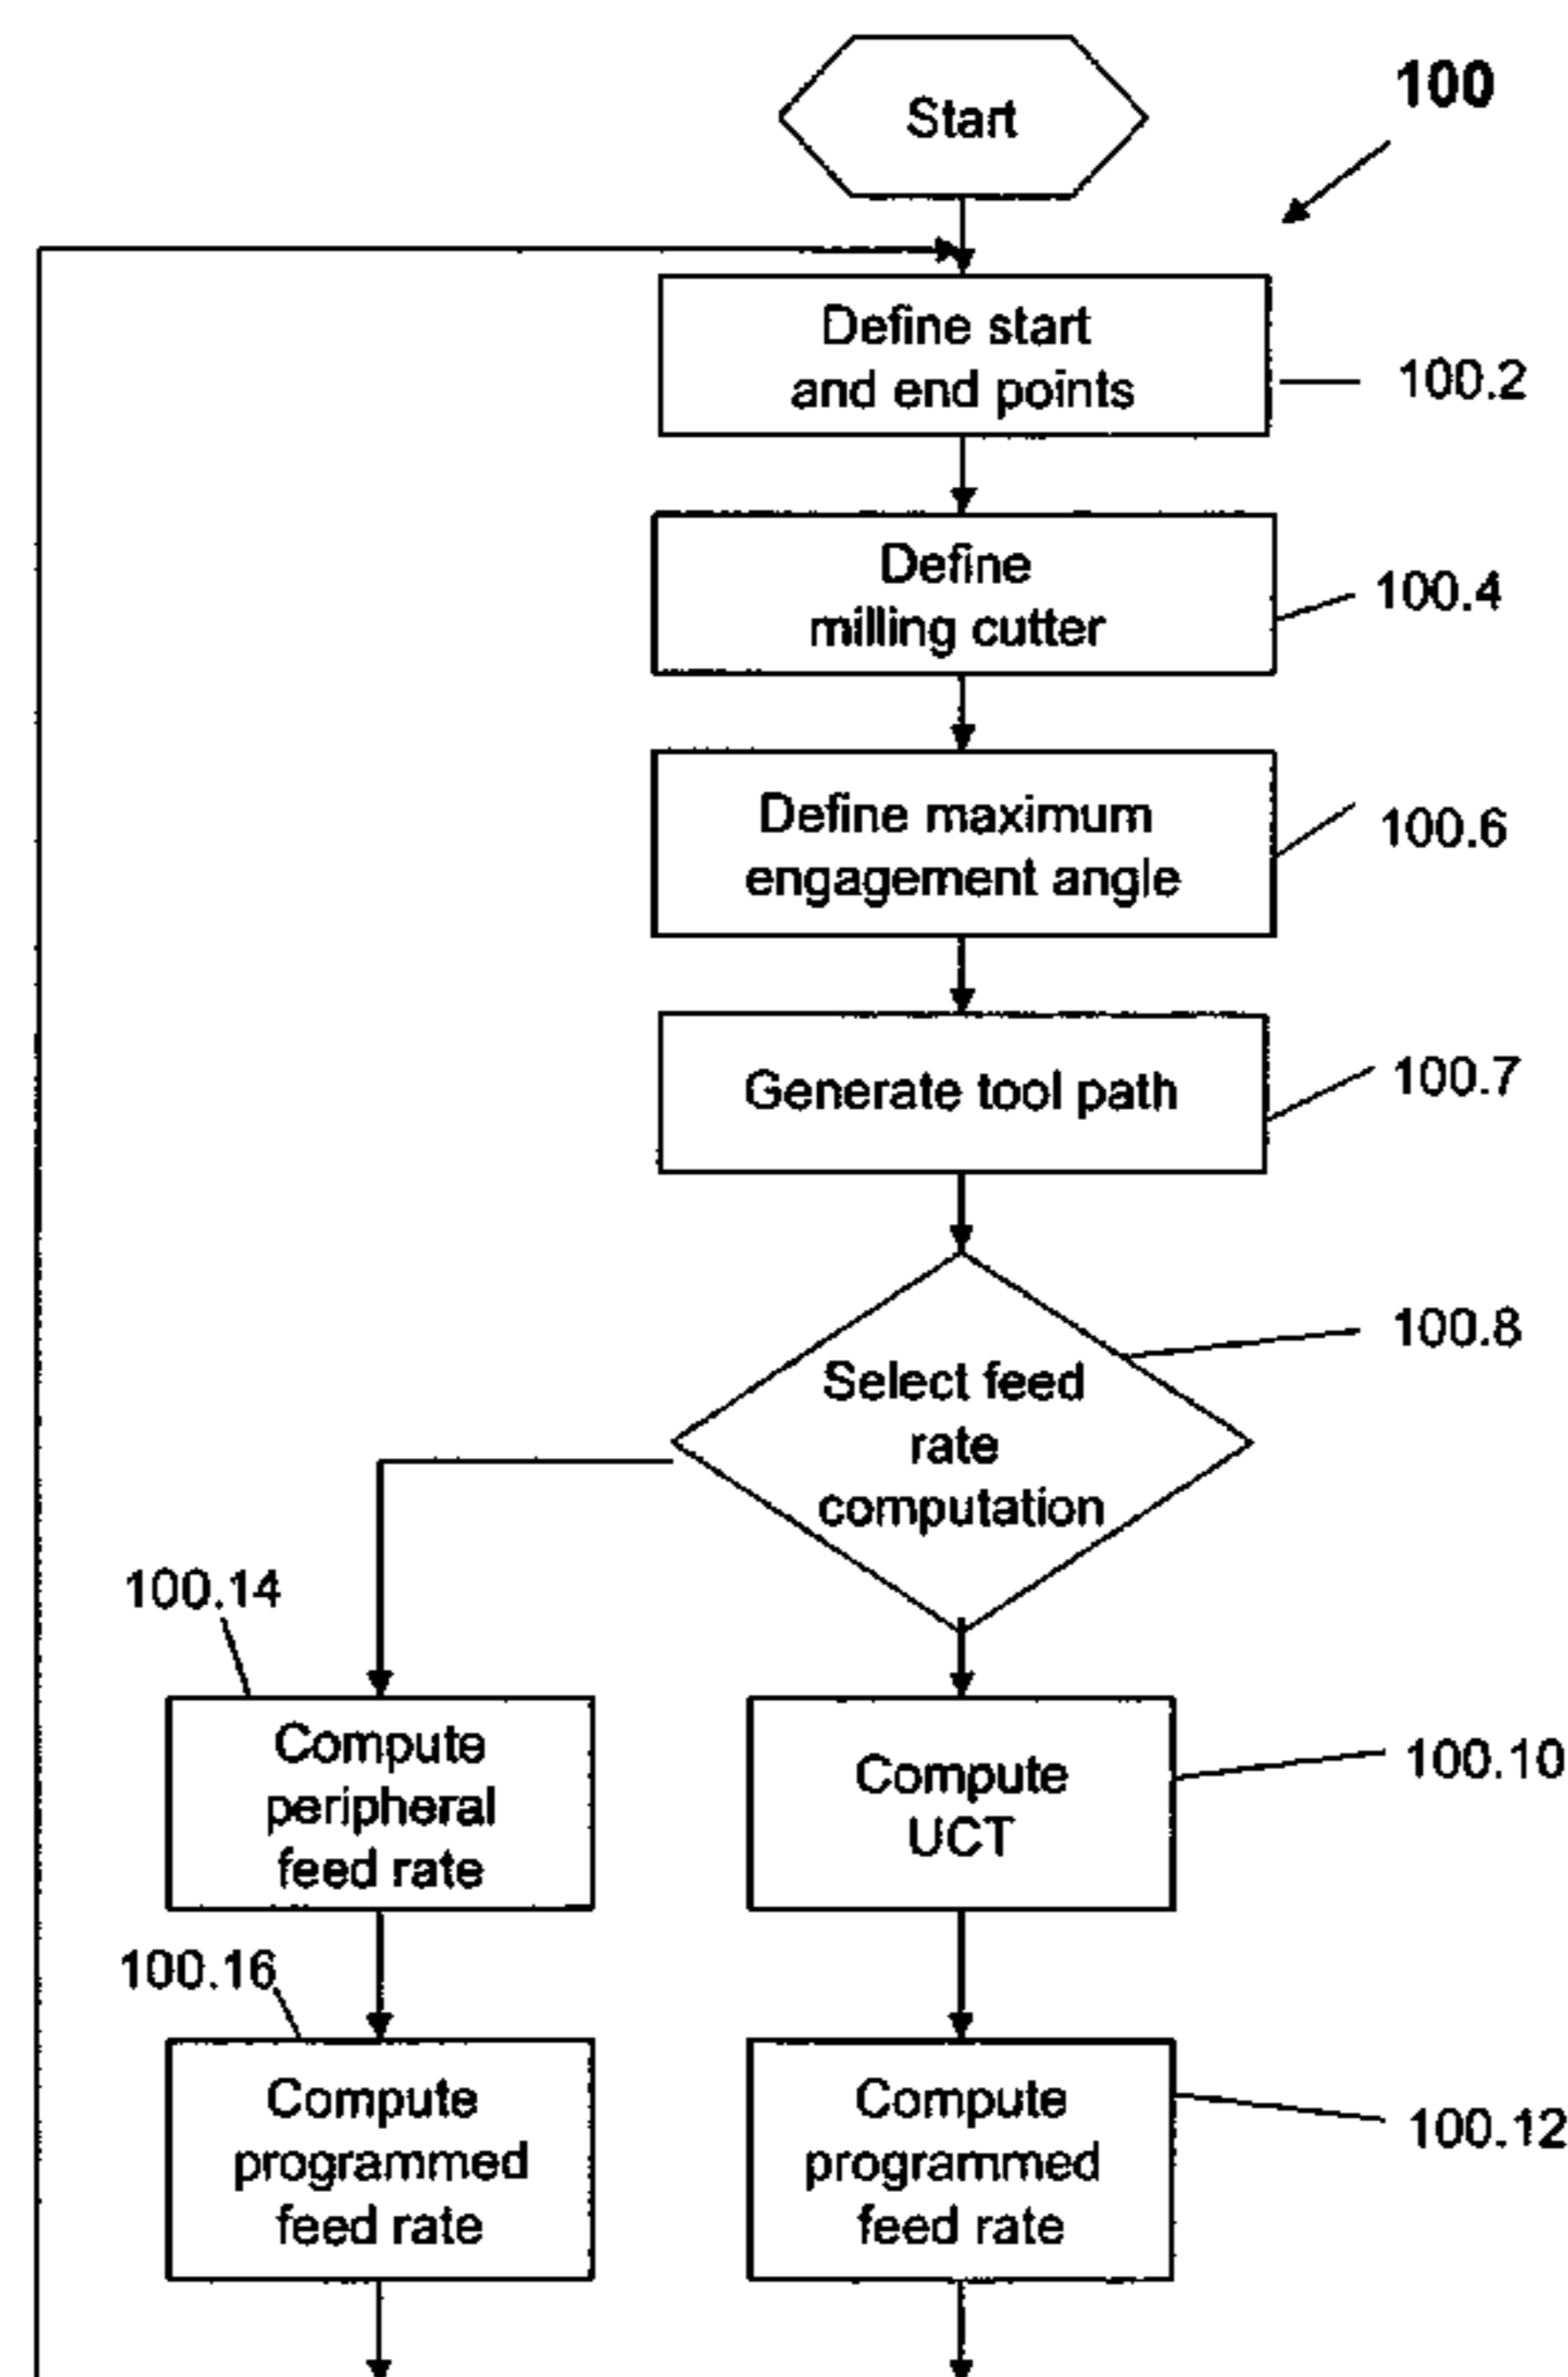 Start
100
Define start
and end points
100.2
Define
milling cutter
100.4
Define maximum
engagement angle
100.6
Generate tool path
100.7
Select feed
rate
computation
100.8
100.14
Compute
peripheral
feed rate
Compute
UCT
100.10
100.16
Compute
programmed
feed rate
Compute
programmed
feed rate
100.12